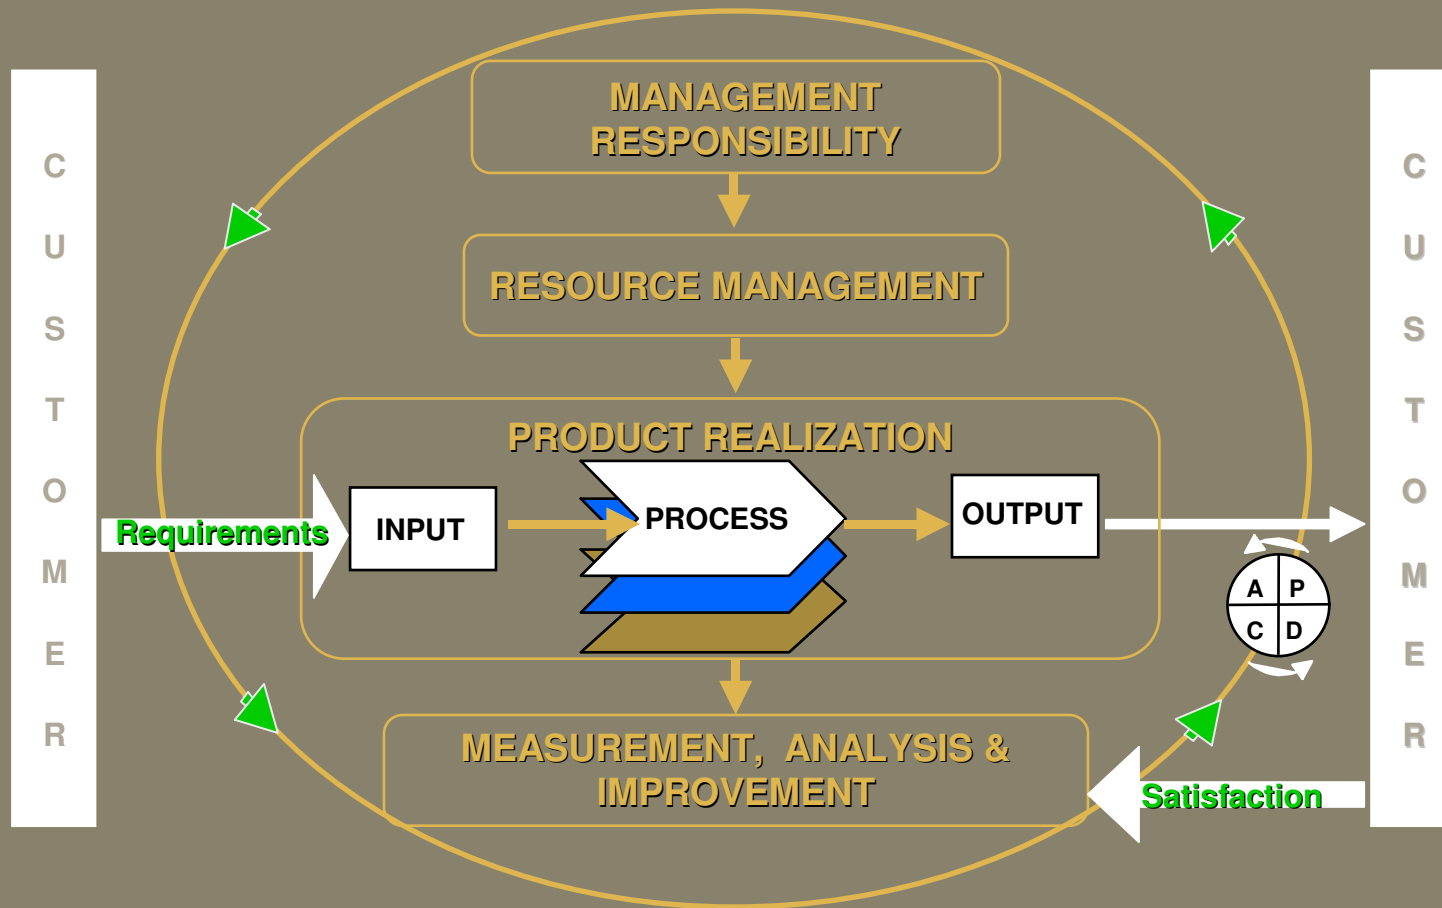 MANAGEMENT
RESPONSIBILITY
RESOURCE MANAGEMENT
PRODUCT REALIZATION
C
U
S
T
O
M
E
R
Requirements
INPUT
PROCESS
OUTPUT
C
U
S
T
O
M
E
R
A P
C D
MEASUREMENT, ANALYSIS &
IMPROVEMENT
Satisfaction